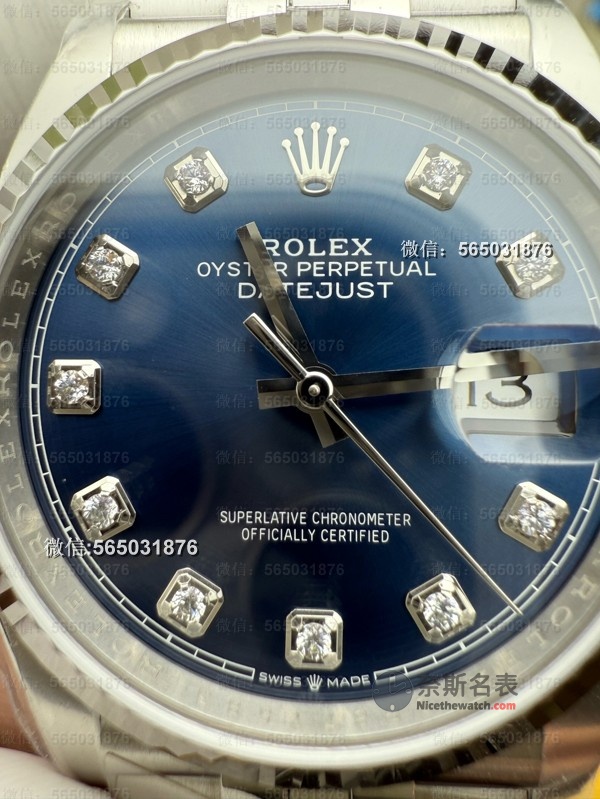 ROLEX
OYSTER PERPETUAL
DATEJUST
微信：565031876
13
SUPERLATIVE CHRONOMETER
OFFICIALLY CERTIFIED
微信:565031876
SWISS MADE
奈斯名表
Nicethewatch.com
ROLEXROLEX